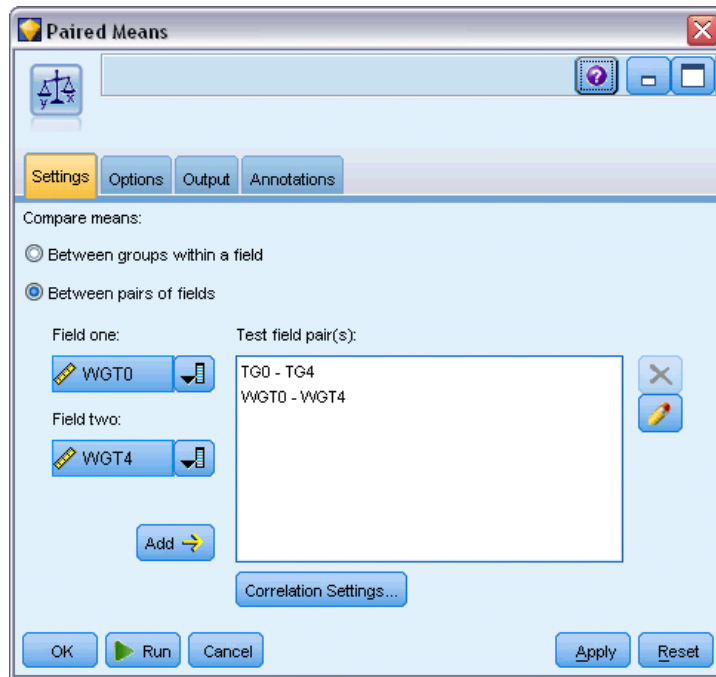 Paired Means
y x
?
Settings Options Output Annotations
Compare means:
Between groups within a field
Between pairs of fields
Field one: Test field pair(s):
WGT0
TG0 - TG4
WGT0 - WGT4
Field two:
WGT4
Add
Correlation Settings...
OK Run Cancel Apply Reset